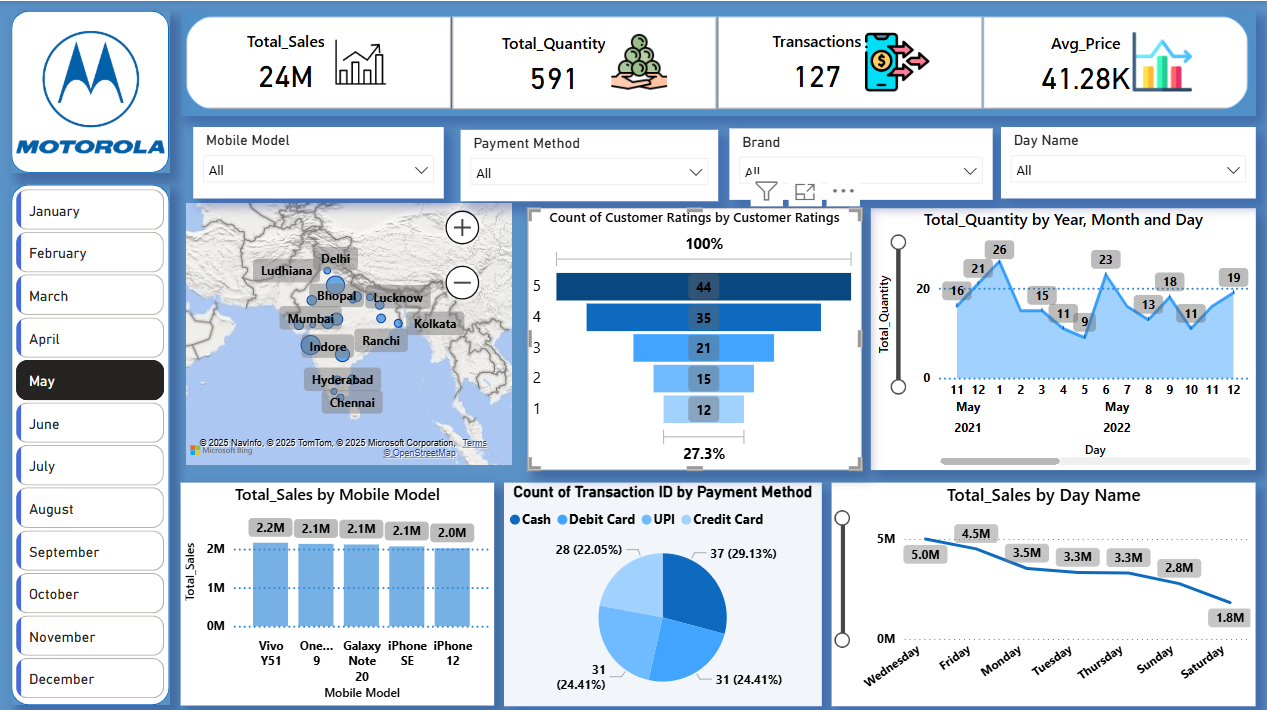 MOTOROLA
Total_Sales
24M
Total_Quantity
591
Transactions
127
Avg_Price
41.28K
Mobile Model
All
Payment Method
All
Brand
All
Day Name
All
January
February
March
April
May
June
July
August
September
October
November
December
Delhi
Ludhiana
Bhopal
Lucknow
Mumbai
Kolkata
Ranchi
Indore
Hyderabad
Chennai
© 2025 NavInfo, © 2025 TomTom, © 2025 Microsoft Corporation, Terms
Microsoft Bing
© OpenStreetMap
Count of Customer Ratings by Customer Ratings
100%
5 44
4 35
3 21
2 15
1 12
27.3%
Total_Quantity by Year, Month and Day
Total_Quantity
20
0
16 21 26 15 11 9 23 13 18 11 19
11 12 1 2 3 4 5 6 7 8 9 10 11 12
May May
2021 2022
Day
Total_Sales by Mobile Model
Total_Sales
2M
1M
0M
2.2M 2.1M 2.1M 2.1M 2.0M
Vivo One... Galaxy iPhone iPhone
Y51 9 Note SE 12
20
Mobile Model
Count of Transaction ID by Payment Method
Cash Debit Card UPI Credit Card
28 (22.05%)
37 (29.13%)
31
(24.41%)
31 (24.41%)
Total_Sales by Day Name
5M
0M
5.0M 4.5M 3.5M 3.3M 3.3M 2.8M 1.8M
Wednesday Friday Monday Tuesday Thursday Sunday Saturday